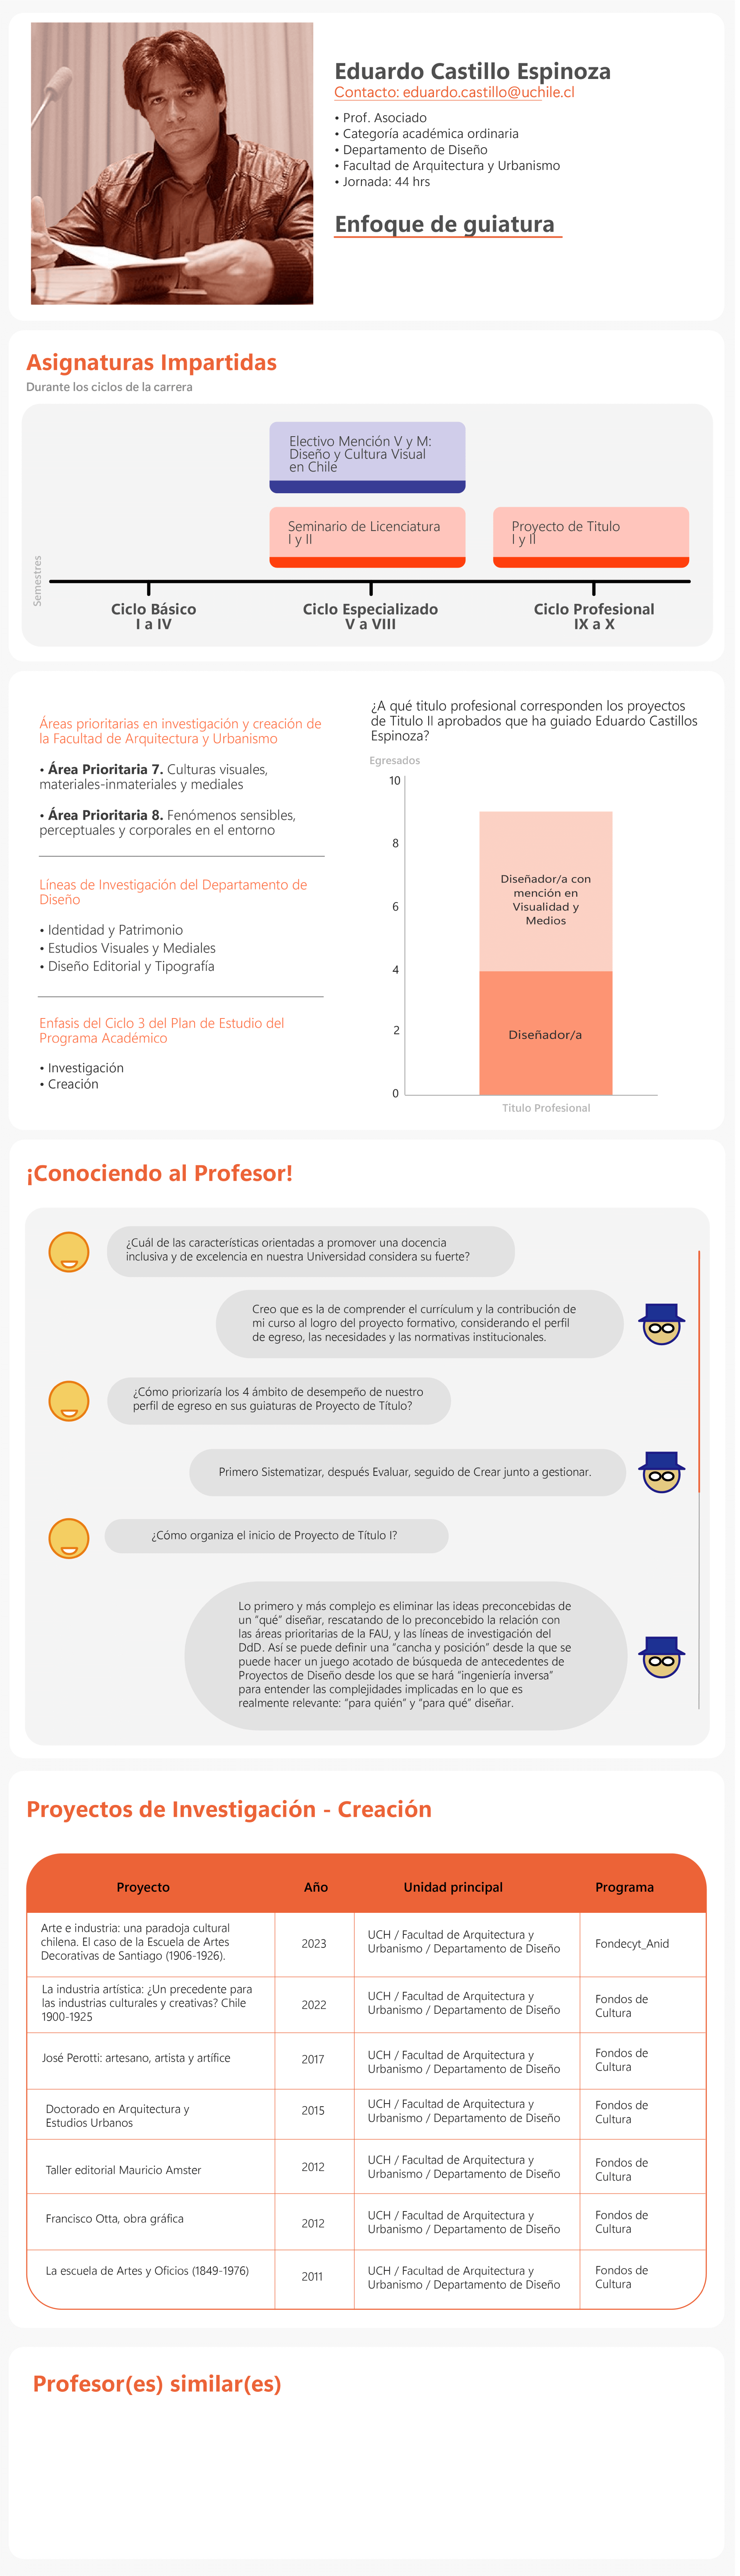 Eduardo Castillo Espinoza
Contacto: eduardo.castillo@uchile.cl
• Prof. Asociado
• Categoría académica ordinaria
• Departamento de Diseño
• Facultad de Arquitectura y Urbanismo
• Jornada: 44 hrs
Enfoque de guiatura
Asignaturas Impartidas
Durante los ciclos de la carrera
Electivo Mención V y M:
Diseño y Cultura Visual
en Chile
Seminario de Licenciatura
I y II
Proyecto de Titulo
I y II
Semestres
Ciclo Básico
I a IV
Ciclo Especializado
V a VIII
Ciclo Profesional
IX a X
Áreas prioritarias en investigación y creación de
la Facultad de Arquitectura y Urbanismo
• Área Prioritaria 7. Culturas visuales,
materiales-inmateriales y mediales
• Área Prioritaria 8. Fenómenos sensibles,
perceptuales y corporales en el entorno
Líneas de Investigación del Departamento de
Diseño
• Identidad y Patrimonio
• Estudios Visuales y Mediales
• Diseño Editorial y Tipografía
Enfasis del Ciclo 3 del Plan de Estudio del
Programa Académico
• Investigación
• Creación
¿A qué titulo profesional corresponden los proyectos
de Titulo II aprobados que ha guiado Eduardo Castillos
Espinoza?
Egresados
10
8
6
4
2
0
Diseñador/a con
mención en
Visualidad y
Medios
Diseñador/a
Titulo Profesional
¡Conociendo al Profesor!
¿Cuál de las características orientadas a promover una docencia
inclusiva y de excelencia en nuestra Universidad considera su fuerte?
Creo que es la de comprender el currículum y la contribución de
mi curso al logro del proyecto formativo, considerando el perfil
de egreso, las necesidades y las normativas institucionales.
¿Cómo priorizaría los 4 ámbito de desempeño de nuestro
perfil de egreso en sus guiaturas de Proyecto de Título?
Primero Sistematizar, después Evaluar, seguido de Crear junto a gestionar.
¿Cómo organiza el inicio de Proyecto de Título I?
Lo primero y más complejo es eliminar las ideas preconcebidas de
un “qué” diseñar, rescatando de lo preconcebido la relación con
las áreas prioritarias de la FAU, y las líneas de investigación del
DdD. Así se puede definir una “cancha y posición” desde la que se
puede hacer un juego acotado de búsqueda de antecedentes de
Proyectos de Diseño desde los que se hará “ingeniería inversa”
para entender las complejidades implicadas en lo que es
realmente relevante: “para quién” y “para qué” diseñar.
Proyectos de Investigación - Creación
Proyecto Año Unidad principal Programa
Arte e industria: una paradoja cultural
chilena. El caso de la Escuela de Artes
Decorativas de Santiago (1906-1926).
2023
UCH / Facultad de Arquitectura y
Urbanismo / Departamento de Diseño
Fondecyt_Anid
La industria artística: ¿Un precedente para
las industrias culturales y creativas? Chile
1900-1925
2022
UCH / Facultad de Arquitectura y
Urbanismo / Departamento de Diseño
Fondos de
Cultura
José Perotti: artesano, artista y artífice
2017
UCH / Facultad de Arquitectura y
Urbanismo / Departamento de Diseño
Fondos de
Cultura
Doctorado en Arquitectura y
Estudios Urbanos
2015
UCH / Facultad de Arquitectura y
Urbanismo / Departamento de Diseño
Fondos de
Cultura
Taller editorial Mauricio Amster
2012
UCH / Facultad de Arquitectura y
Urbanismo / Departamento de Diseño
Fondos de
Cultura
Francisco Otta, obra gráfica
2012
UCH / Facultad de Arquitectura y
Urbanismo / Departamento de Diseño
Fondos de
Cultura
La escuela de Artes y Oficios (1849-1976)
2011
UCH / Facultad de Arquitectura y
Urbanismo / Departamento de Diseño
Fondos de
Cultura
Profesor(es) similar(es)